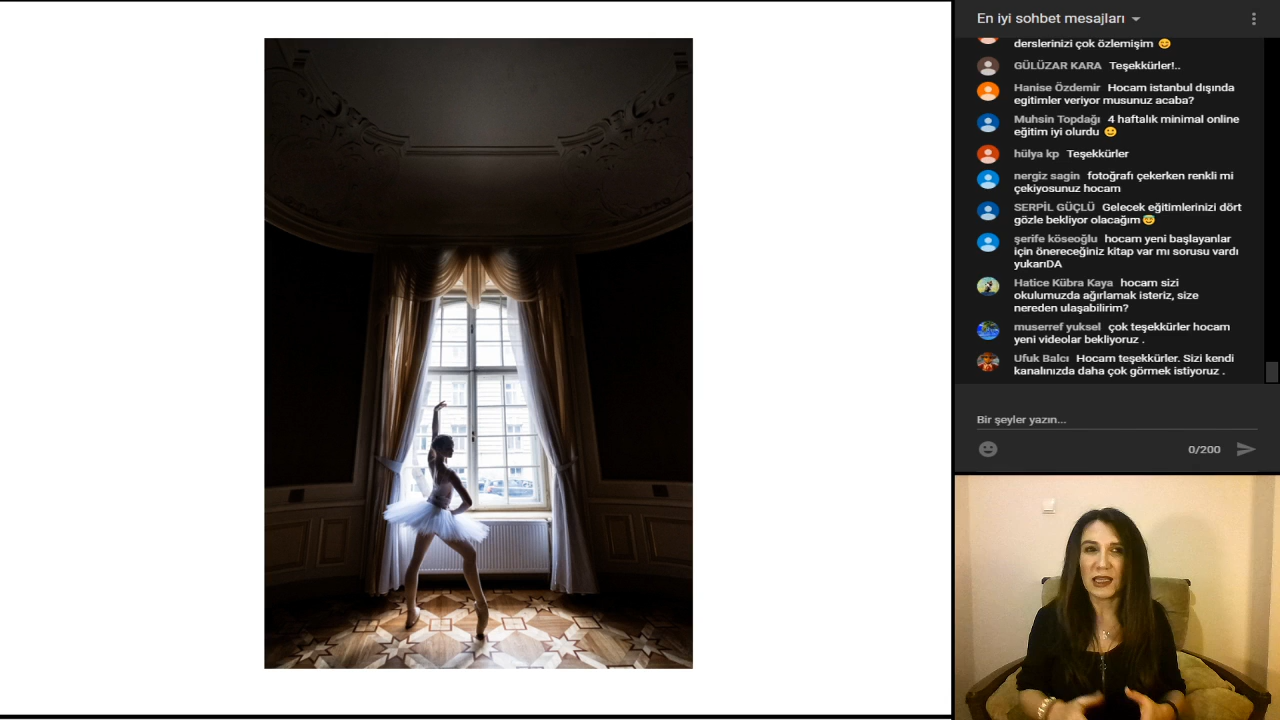 En iyi sohbet mesajları
derslerinizi çok özlemişim 😊
GÜLÜZAR KARA Teşekkürler!..
Hanise Özdemir Hocam istanbul dışında
egitimler veriyor musunuz acaba?
Muhsin Topdağı 4 haftalık minimal online
eğitim iyi olurdu 🙂
hülya kp Teşekkürler
nergiz sagin fotoğrafı çekerken renkli mi
çekiyosunuz hocam
SERPİL GÜÇLÜ Gelecek eğitimlerinizi dört
gözle bekliyor olacağım 😇
şerife köseoğlu hocam yeni başlayanlar
için önereceğiniz kitap var mı sorusu vardı
yukarıDA
Hatice Kübra Kaya hocam sizi
okulumuzda ağırlamak isteriz, size
nereden ulaşabilirim?
muserref yuksel çok teşekkürler hocam
yeni videolar bekliyoruz .
Ufuk Balcı Hocam teşekkürler. Sizi kendi
kanalınızda daha çok görmek istiyoruz .
Bir şeyler yazın...
0/200